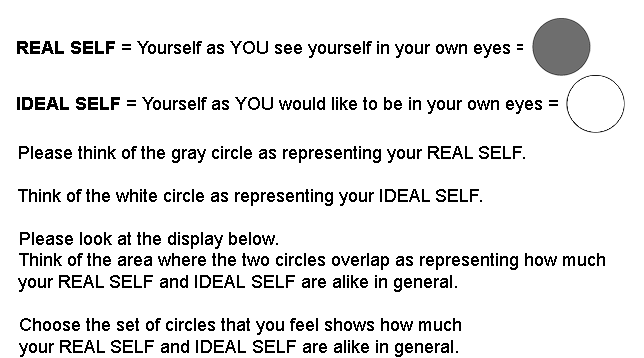 REAL SELF = Yourself as YOU see yourself in your own eyes =
IDEAL SELF = Yourself as YOU would like to be in your own eyes =
Please think of the gray circle as representing your REAL SELF.
Think of the white circle as representing your IDEAL SELF.
Please look at the display below.
Think of the area where the two circles overlap as representing how much
your REAL SELF and IDEAL SELF are alike in general.
Choose the set of circles that you feel shows how much
your REAL SELF and IDEAL SELF are alike in general.